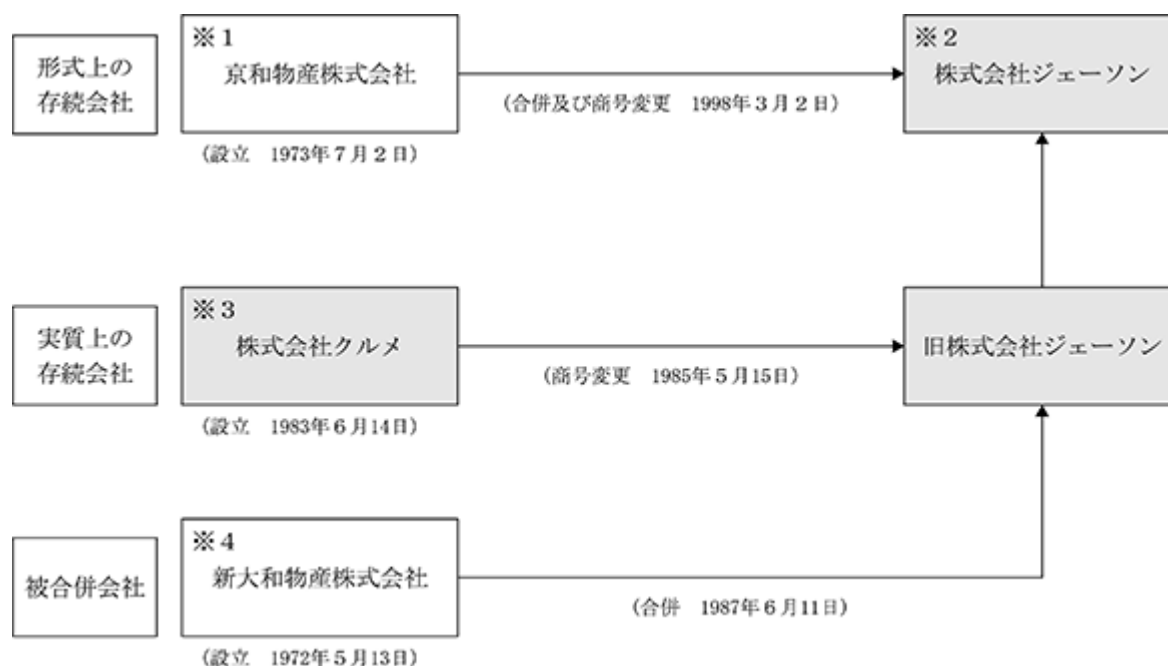 形式上の
存続会社
※1
京和物産株式会社
(設立 1973年7月2日)
(合併及び商号変更 1998年3月2日)
※2
株式会社ジェーソン
実質上の
存続会社
※3
株式会社クルメ
(設立 1983年6月14日)
(商号変更 1985年5月15日)
旧株式会社ジェーソン
被合併会社
※4
新大和物産株式会社
(設立 1972年5月13日)
(合併 1987年6月11日)